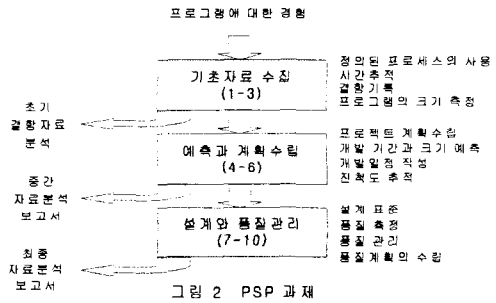 프로그램에 대한 경험
기초자료 수집
(1-3)
정의된 프로세스의 사용
시간추적
결함기록
프로그램의 크기 측정
초기
결함자료
분석
예측과 계획수립
(4-6)
프로젝트 계획수립
개발 기간과 크기 예측
개발일정 작성
진척도 추적
중간
자료분석
보고서
설계와 품질관리
(7-10)
설계 표준
품질 측정
품질 관리
품질계획의 수립
최종
자료분석
보고서
그림 2 PSP 과제